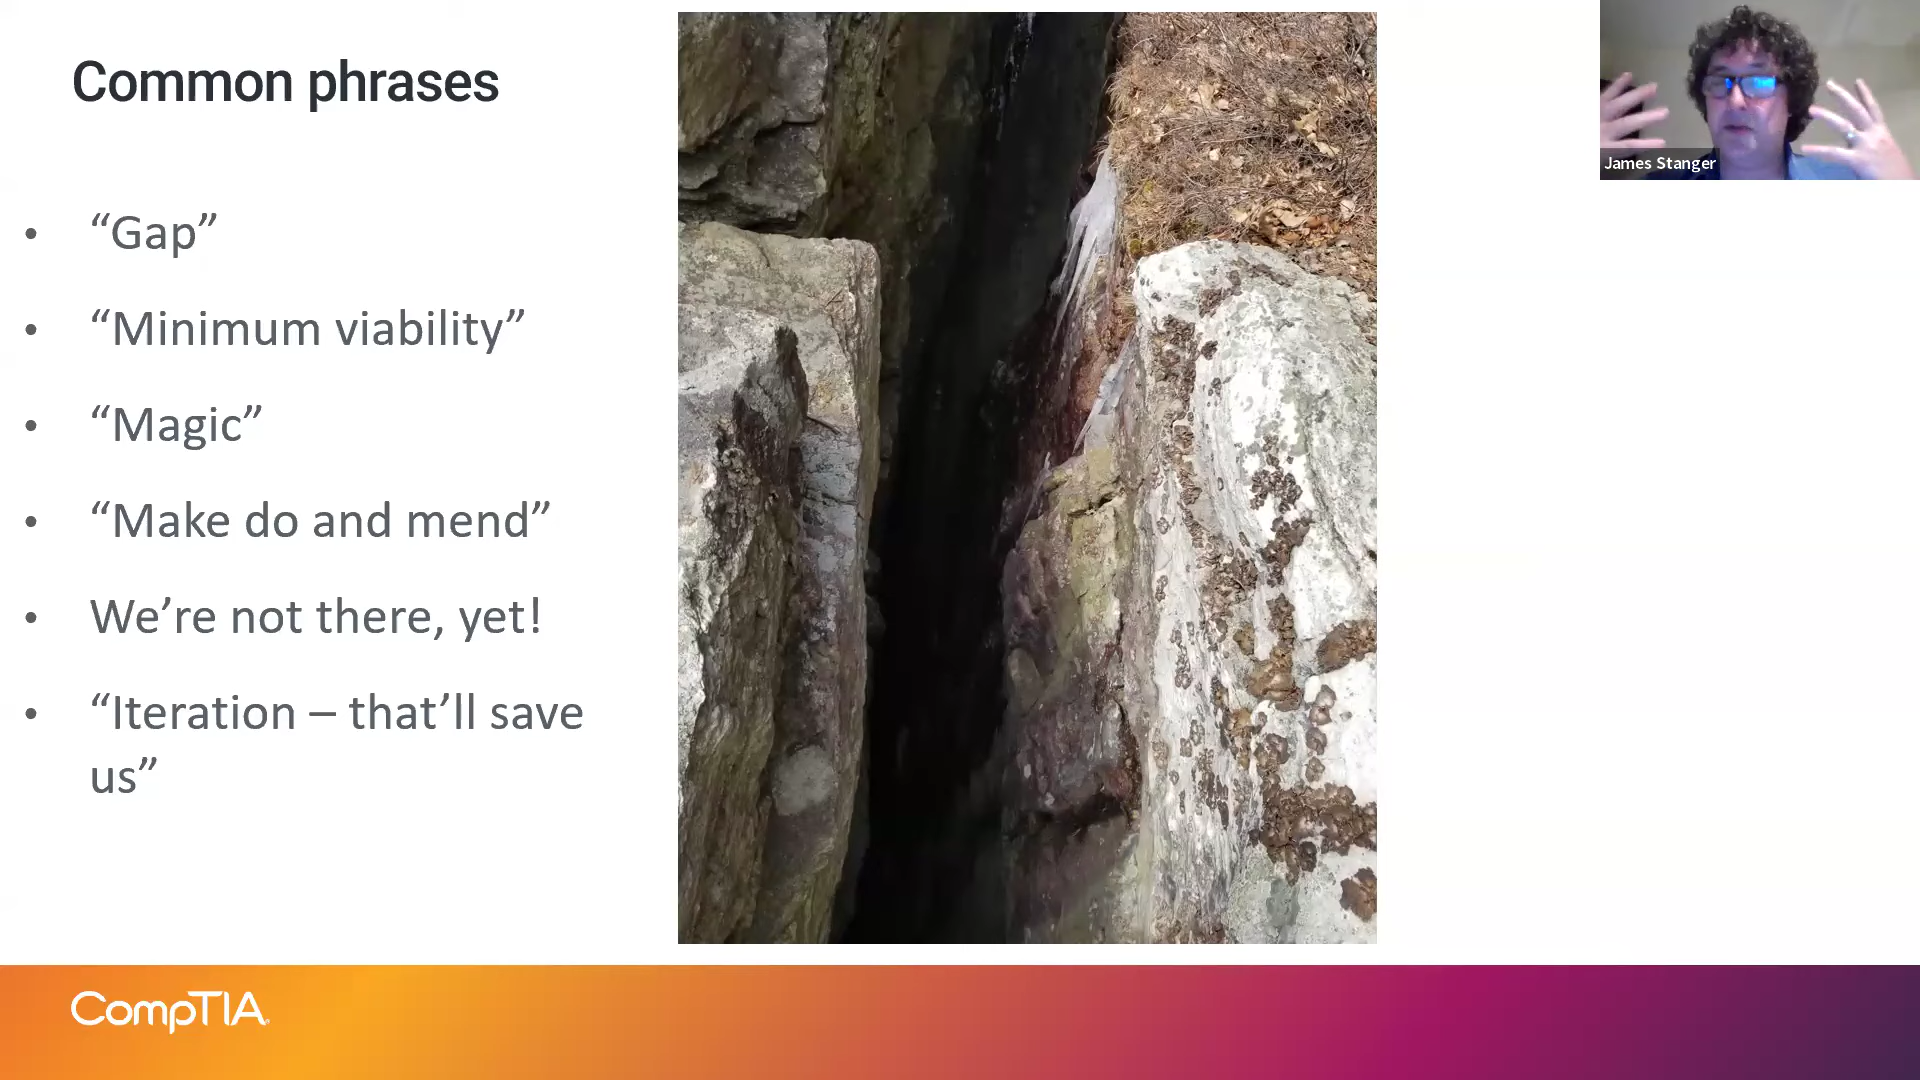 Common phrases
James Stanger
• “Gap”
• “Minimum viability”
• “Magic”
• “Make do and mend”
• We’re not there, yet!
• “Iteration – that’ll save
us”
CompTIA